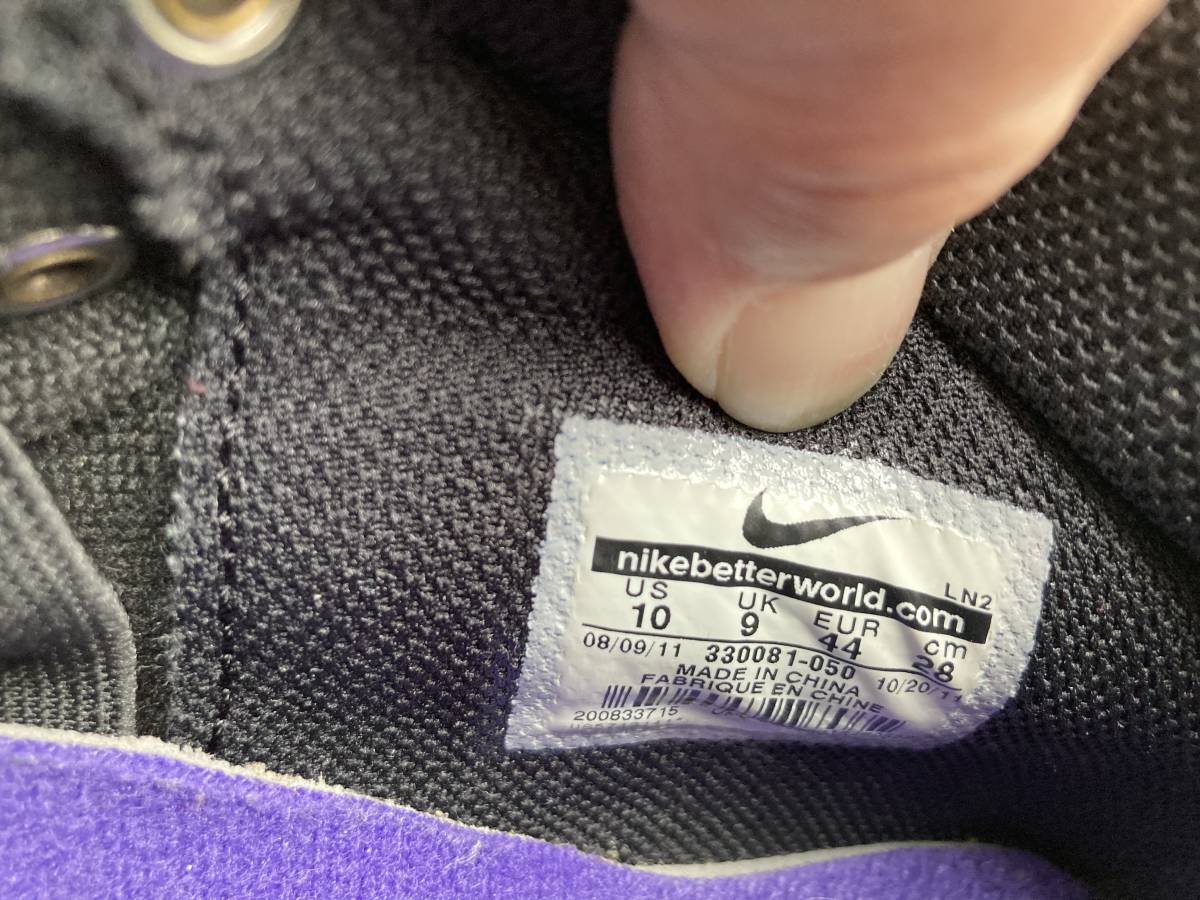 nikebetterworld.com
LN2
US UK EUR cm
10 9 44 28
08/09/11 330081-050 10/20/11
MADE IN CHINA
FABRIQUE EN CHINE
200833715